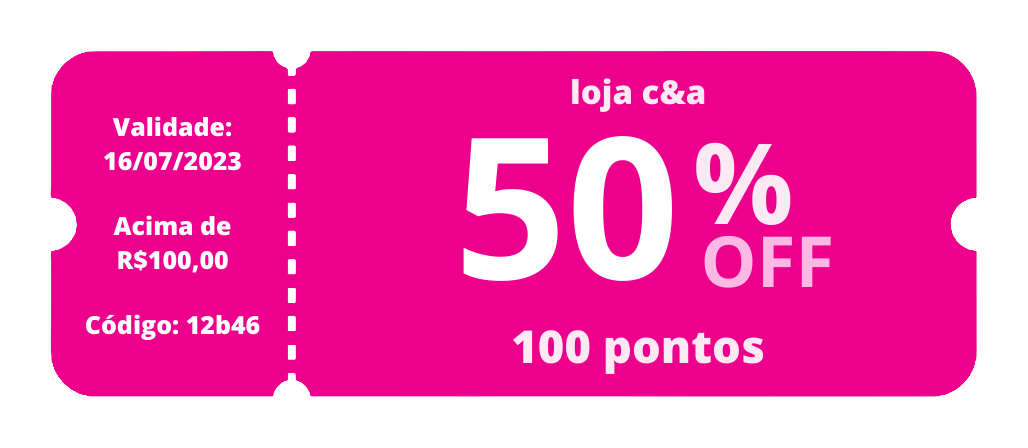 Validade:
16/07/2023
Acima de
R$100,00
Código: 12b46
loja c&a
50%
OFF
100 pontos